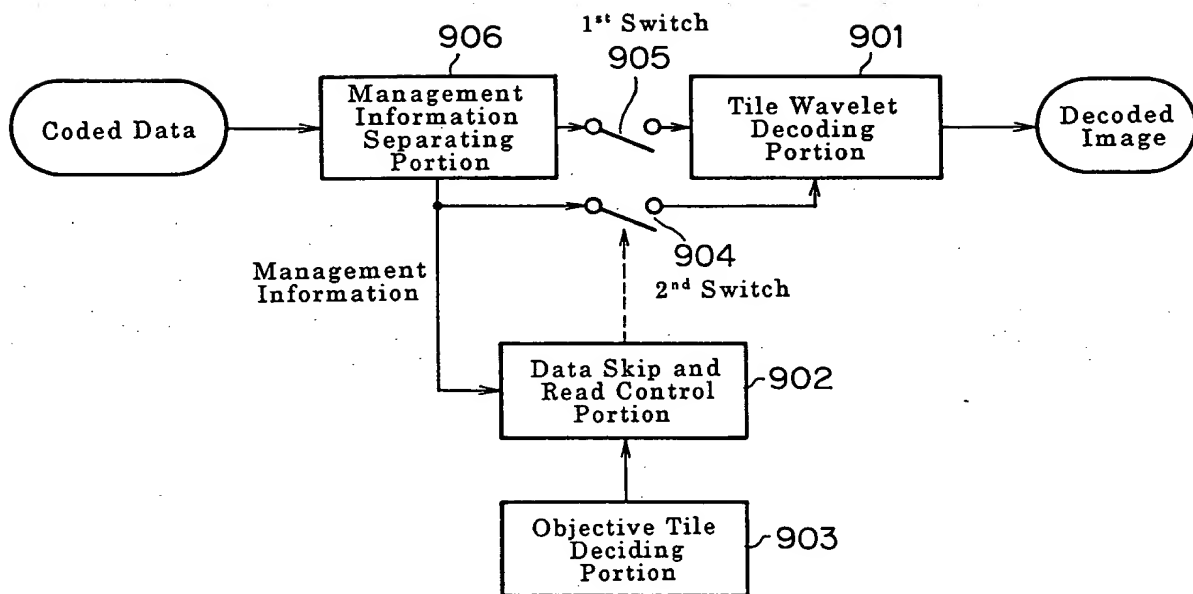 1st Switch
906
905
901
Coded Data
Management
Information
Separating
Portion
Tile Wavelet
Decoding
Portion
Decoded
Image
904
2nd Switch
Management
Information
Data Skip and
Read Control
Portion
902
Objective Tile
Deciding
Portion
903